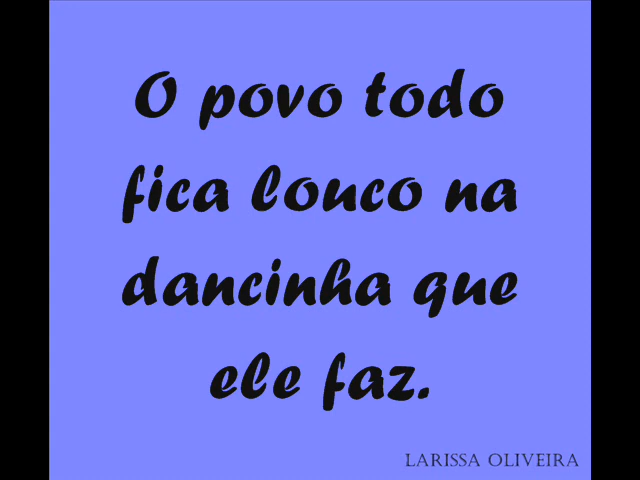 O povo todo
fica louco na
dancinha que
ele faz.
LARISSA OLIVEIRA